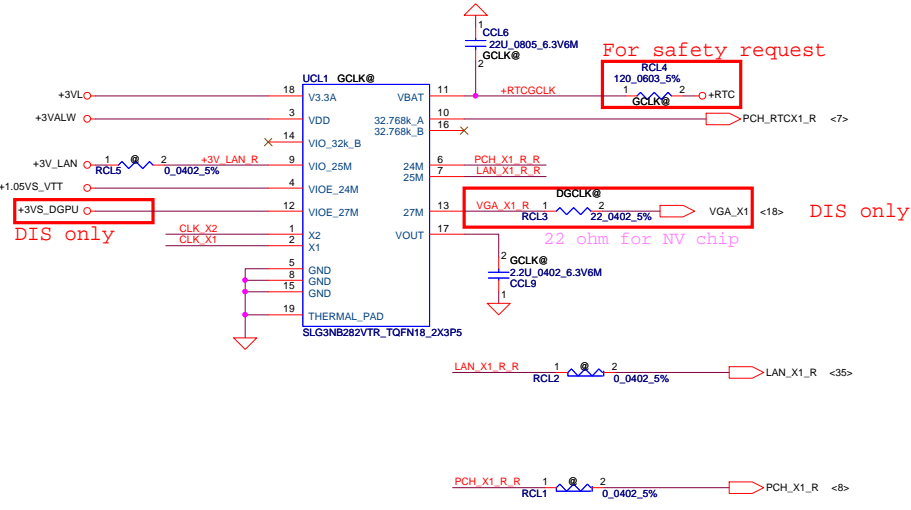 1
CCL6
22U_0805_6.3V6M
GCLK@
2
For safety request
RCL4
120_0603_5%
1 2
GCLK@
+RTC
+RTCGCLK
UCL1 GCLK@
+3VL 18 V3.3A VBAT 11
+3VALW 3 VDD 32.768k_A 10 PCH_RTCX1_R <7>
32.768k_B 16
14 VIO_32k_B
+3V_LAN 1 @ 2 +3V_LAN_R 9 VIO_25M 24M 6 PCH_X1_R_R
RCL5 0_0402_5% 25M 7 LAN_X1_R_R
+1.05VS_VTT 4 VIOE_24M
DGCLK@
+3VS_DGPU 12 VIOE_27M 27M 13 VGA_X1_R 1 2 VGA_X1 <18> DIS only
RCL3 22_0402_5%
DIS only
22 ohm for NV chip
CLK_X2 1 X2 VOUT 17
CLK_X1 2 X1
5 GND
8 GND
15 GND
2
GCLK@
2.2U_0402_6.3V6M
CCL9
1
19 THERMAL_PAD
SLG3NB282VTR_TQFN18_2X3P5
LAN_X1_R_R 1 @ 2 LAN_X1_R <35>
RCL2 0_0402_5%
PCH_X1_R_R 1 @ 2 PCH_X1_R <8>
RCL1 0_0402_5%